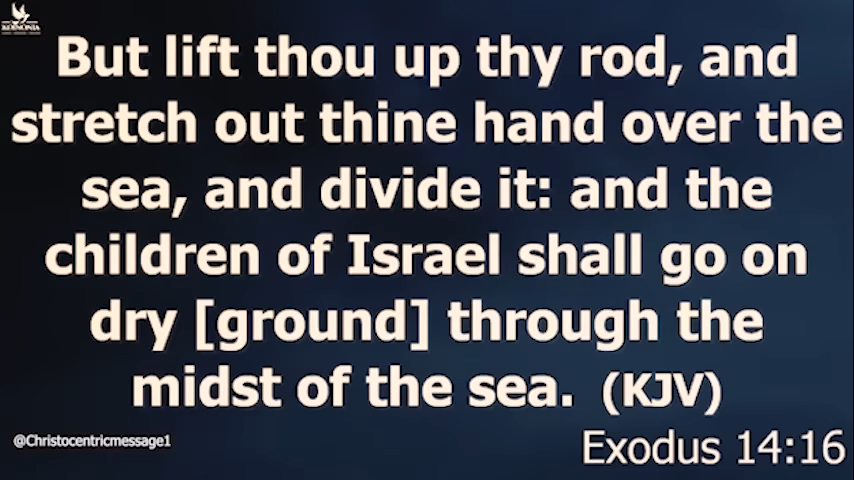 KOINONIA
But lift thou up thy rod, and
stretch out thine hand over the
sea, and divide it: and the
children of Israel shall go on
dry [ground] through the
midst of the sea. (KJV)
@Christocentricmessage1
Exodus 14:16